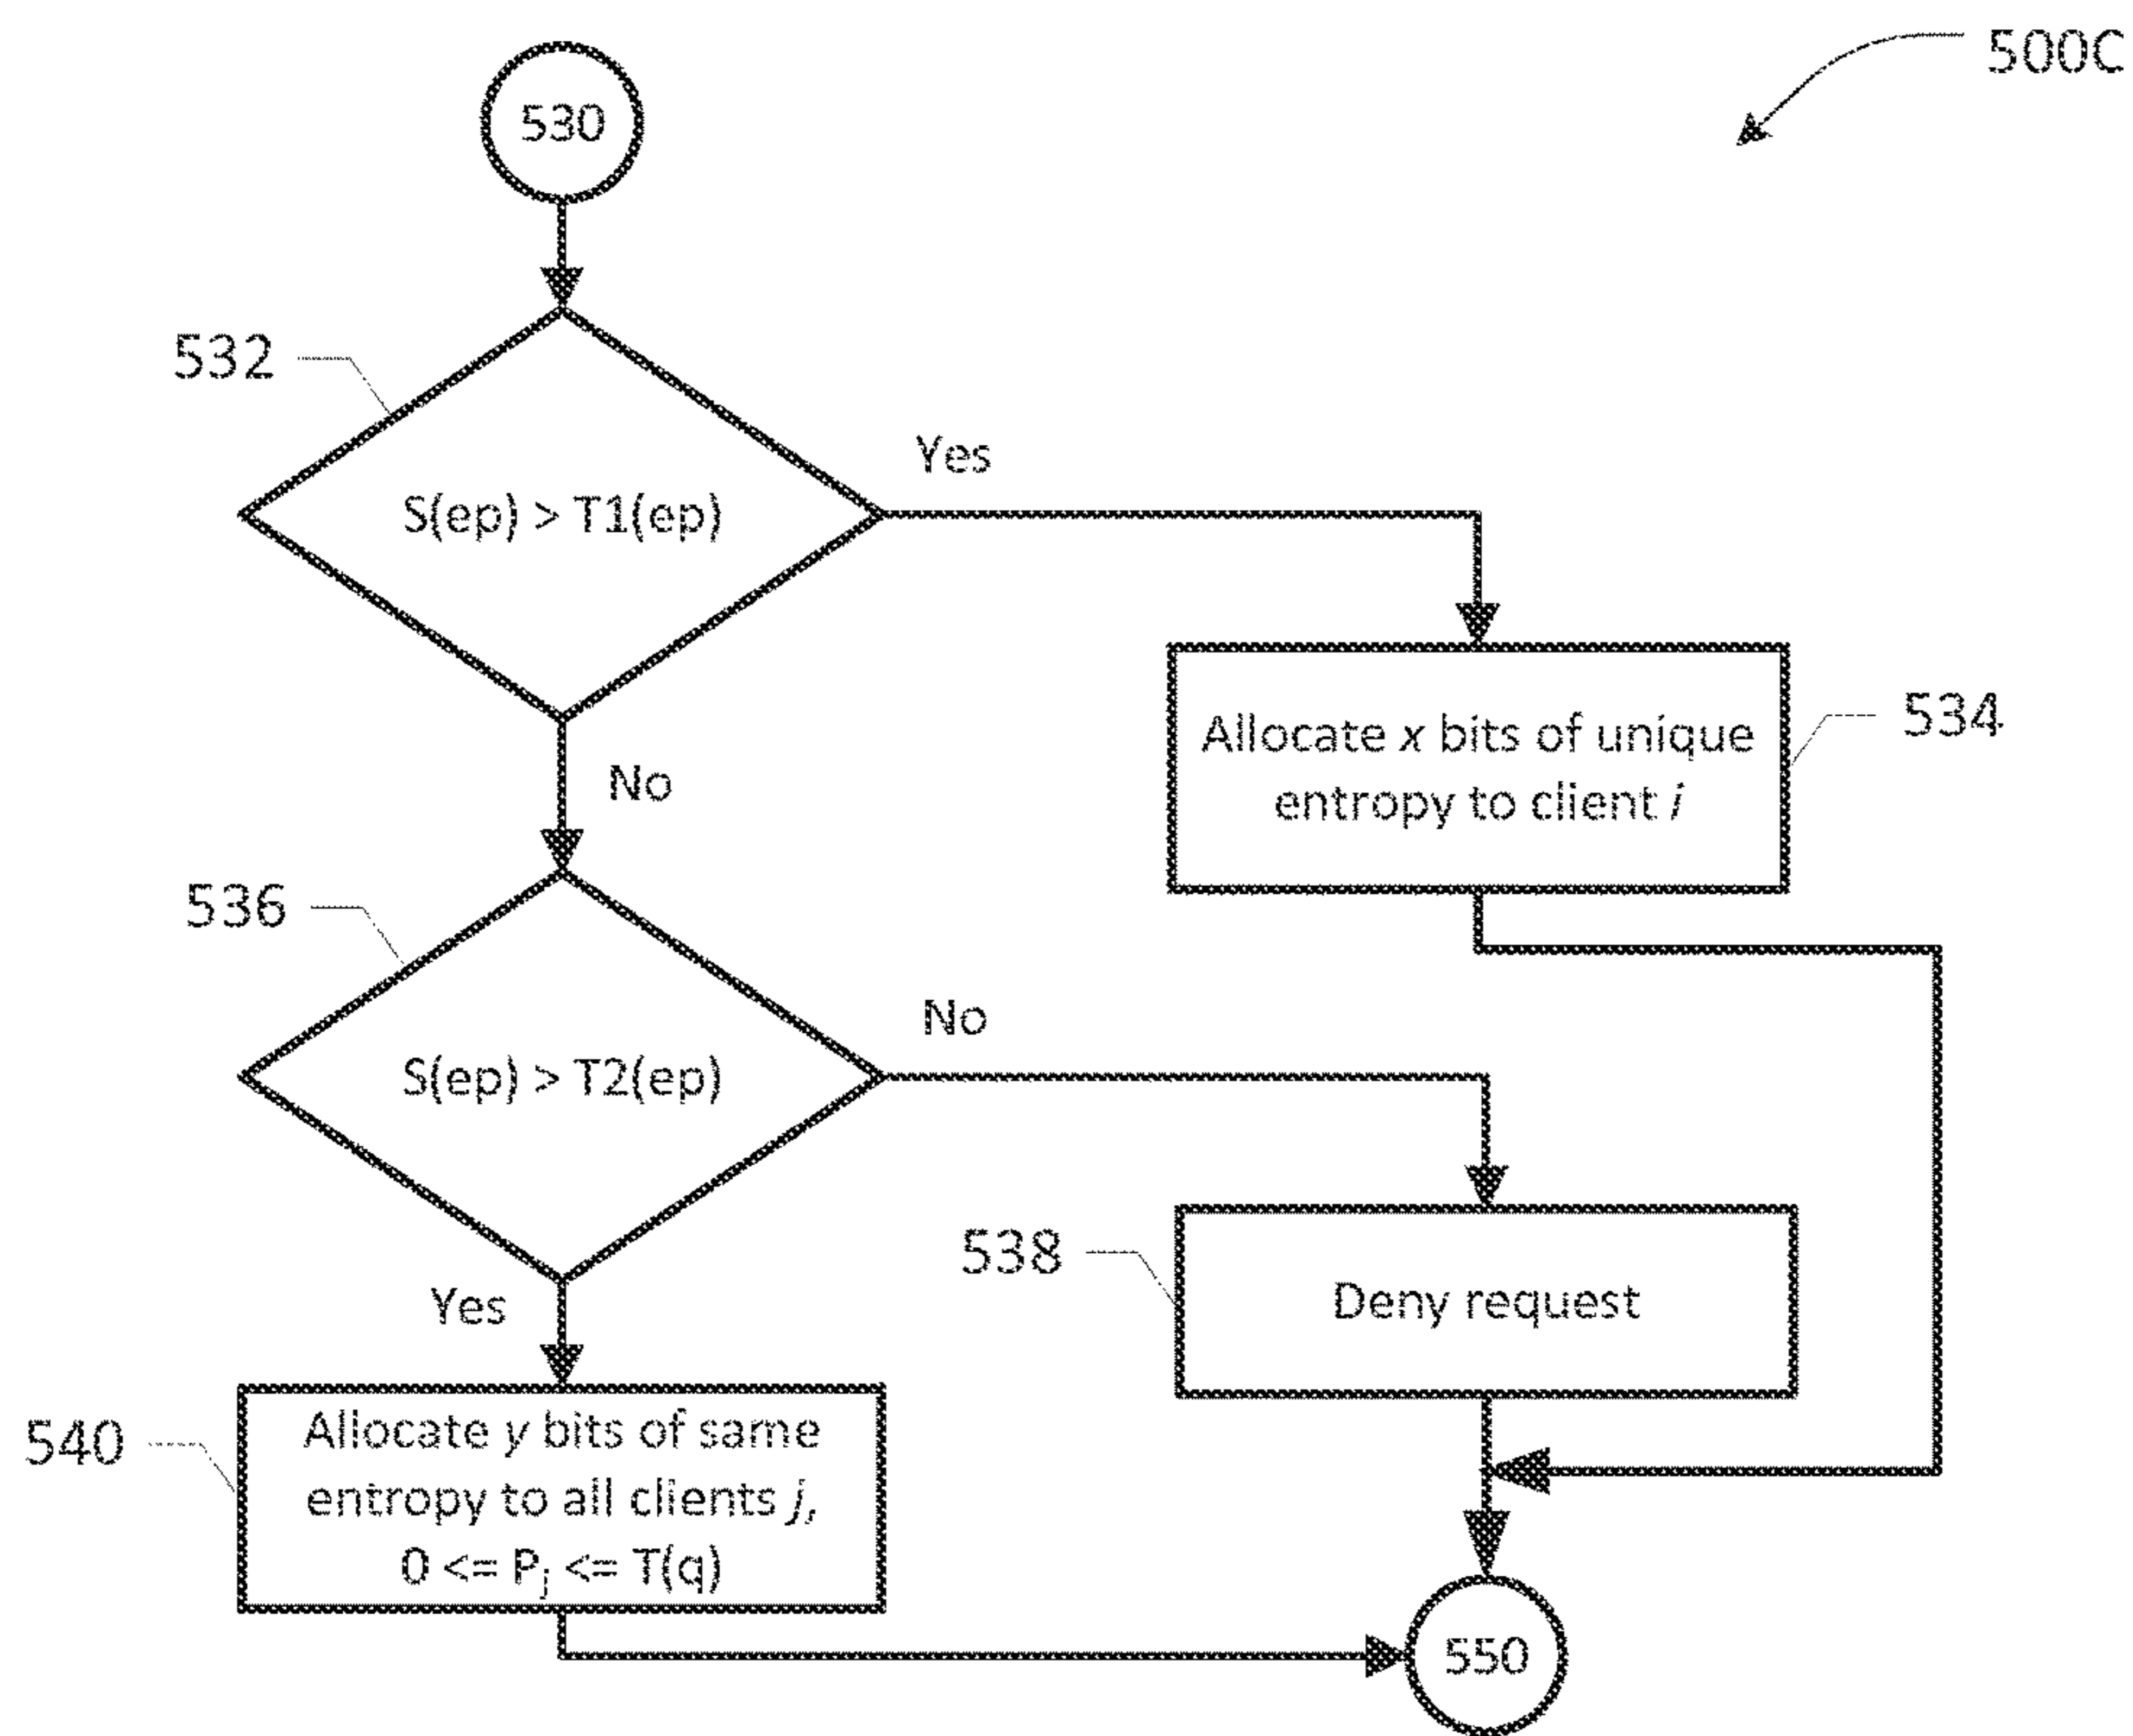 500C
530
532
S(ep) > T1(ep)
Yes
534
Allocate x bits of unique
entropy to client i
No
536
S(ep) > T2(ep)
No
538
Deny request
Yes
540
Allocate y bits of same
entropy to all clients j,
0 <= Pj <= T(q)
550